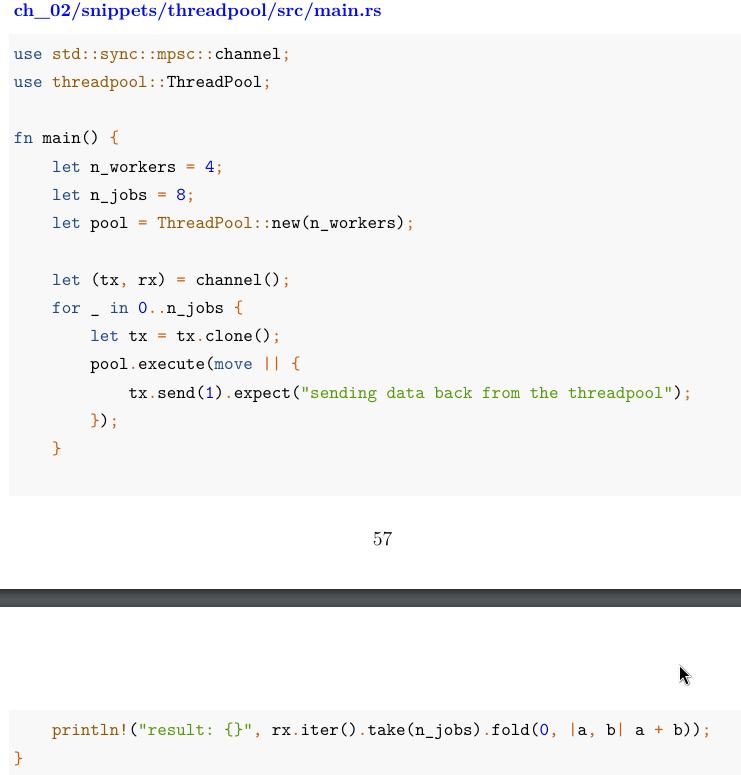 ch_02/snippets/threadpool/src/main.rs
use std::sync::mpsc::channel;
use threadpool::ThreadPool;
fn main() {
    let n_workers = 4;
    let n_jobs = 8;
    let pool = ThreadPool::new(n_workers);
    let (tx, rx) = channel();
    for _ in 0..n_jobs {
        let tx = tx.clone();
        pool.execute(move || {
            tx.send(1).expect("sending data back from the threadpool");
        });
    }
57
    println!("result: {}", rx.iter().take(n_jobs).fold(0, |a, b| a + b));
}